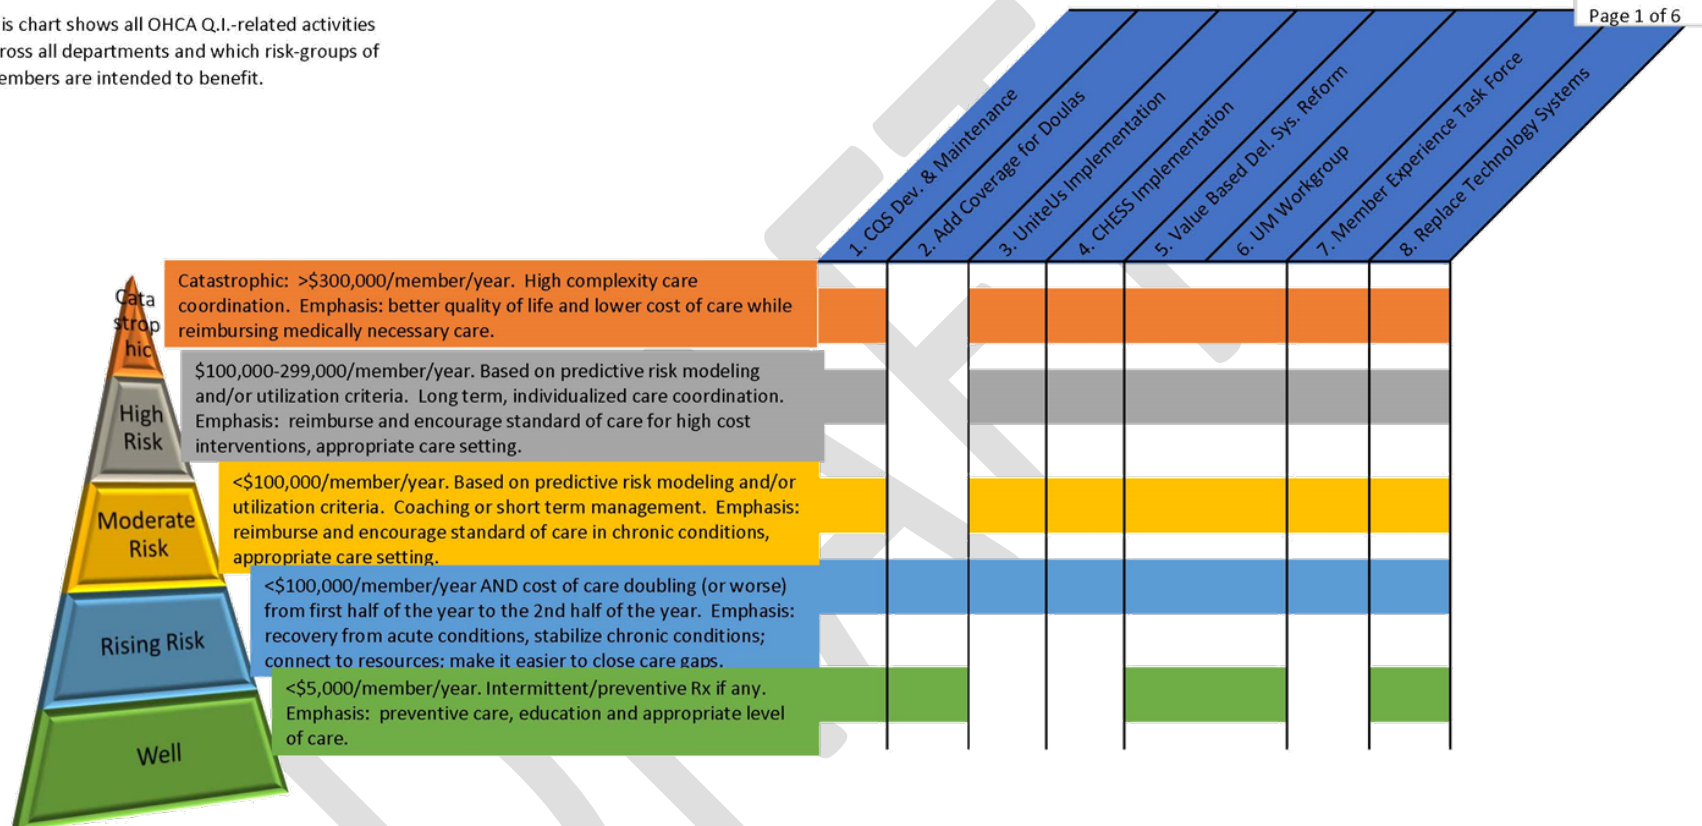 is chart shows all OHCA Q.I.-related activities
ross all departments and which risk-groups of
embers are intended to benefit.
Page 1 of 6
1. CQS Dev. & Maintenance
2. Add Coverage for Doulas
3. UniteUs Implementation
4. CHESS Implementation
5. Value Based Del. Sys. Reform
6. UM Workgroup
7. Member Experience Task Force
8. Replace Technology Systems
Cata
strop
hic
Catastrophic: >$300,000/member/year. High complexity care
coordination. Emphasis: better quality of life and lower cost of care while
reimbursing medically necessary care.
High
Risk
$100,000-299,000/member/year. Based on predictive risk modeling
and/or utilization criteria. Long term, individualized care coordination.
Emphasis: reimburse and encourage standard of care for high cost
interventions, appropriate care setting.
Moderate
Risk
<$100,000/member/year. Based on predictive risk modeling and/or
utilization criteria. Coaching or short term management. Emphasis:
reimburse and encourage standard of care in chronic conditions,
appropriate care setting.
Rising Risk
<$100,000/member/year AND cost of care doubling (or worse)
from first half of the year to the 2nd half of the year. Emphasis:
recovery from acute conditions, stabilize chronic conditions;
connect to resources; make it easier to close care gaps.
Well
<$5,000/member/year. Intermittent/preventive Rx if any.
Emphasis: preventive care, education and appropriate level
of care.